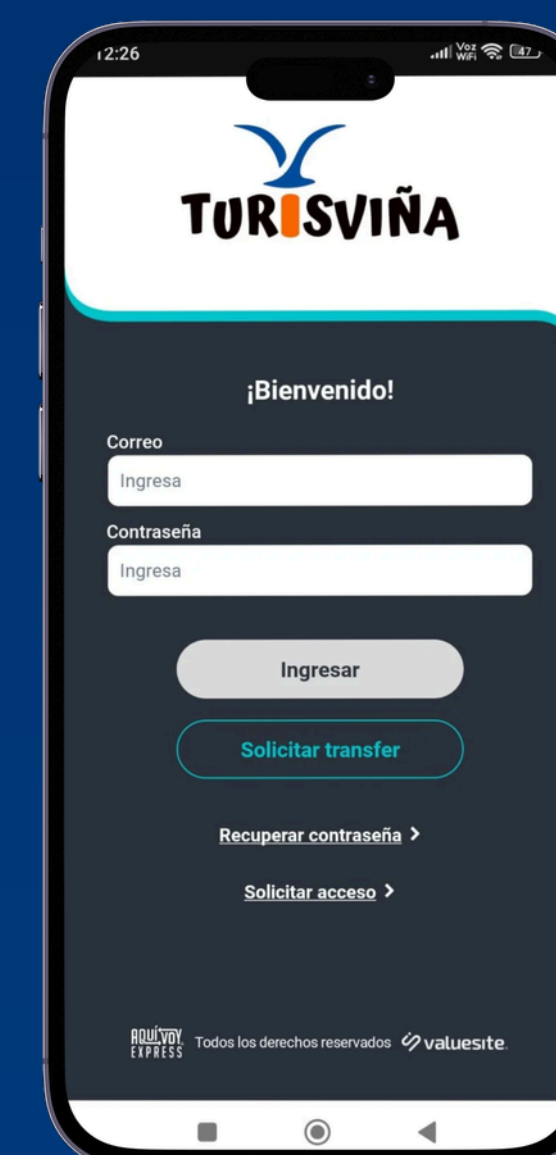 12:26
Voz
WiFi
47
TURISVIÑA
¡Bienvenido!
Correo
Ingresa
Contraseña
Ingresa
Ingresar
Solicitar transfer
Recuperar contraseña
Solicitar acceso
AQUÍ VOY
EXPRESS
Todos los derechos reservados
valuesite.